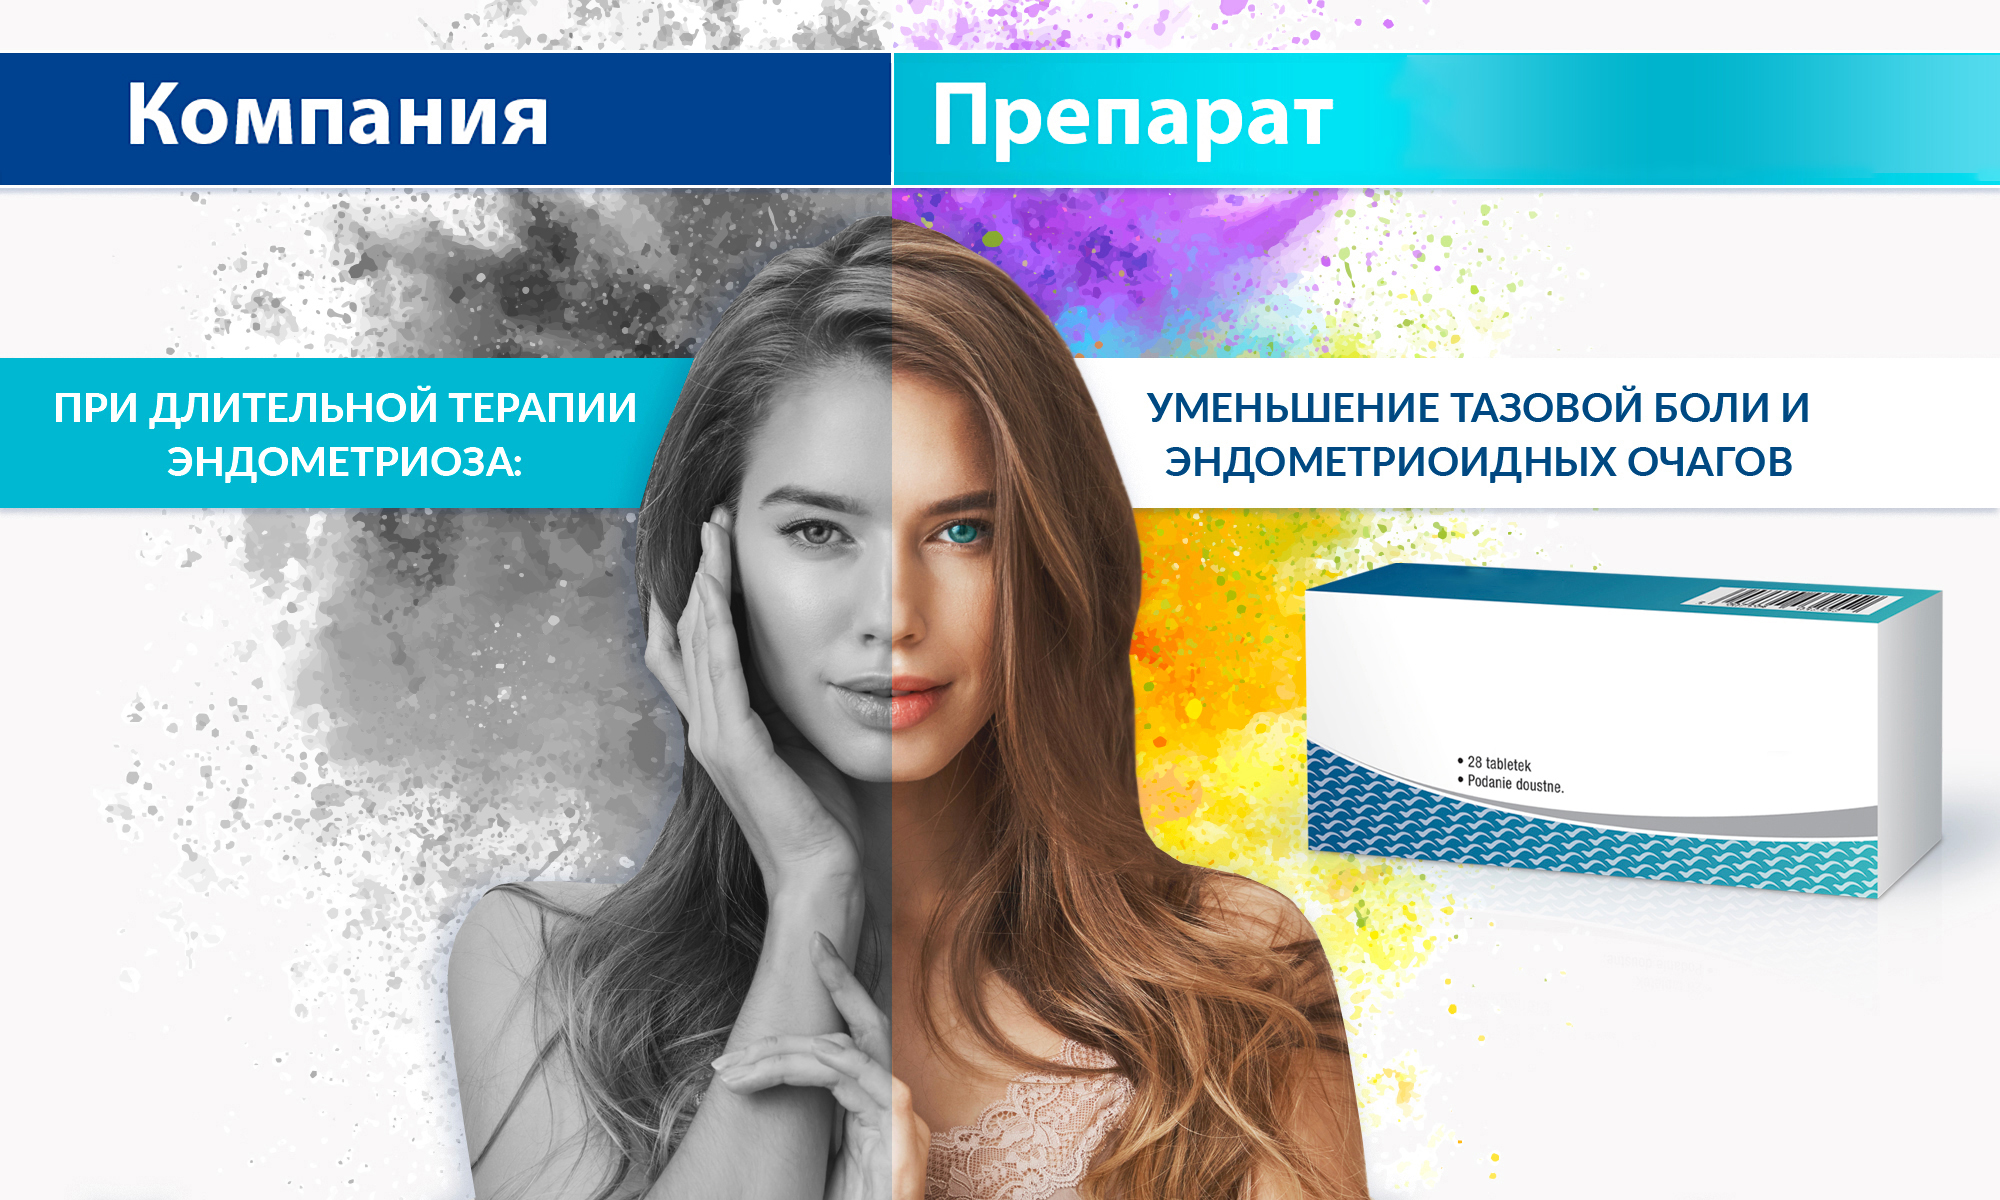 Компания
Препарат
ПРИ ДЛИТЕЛЬНОЙ ТЕРАПИИ
ЭНДОМЕТРИОЗА:
УМЕНЬШЕНИЕ ТАЗОВОЙ БОЛИ И
ЭНДОМЕТРИОИДНЫХ ОЧАГОВ
• 28 tabletek
• Podanie doustne.